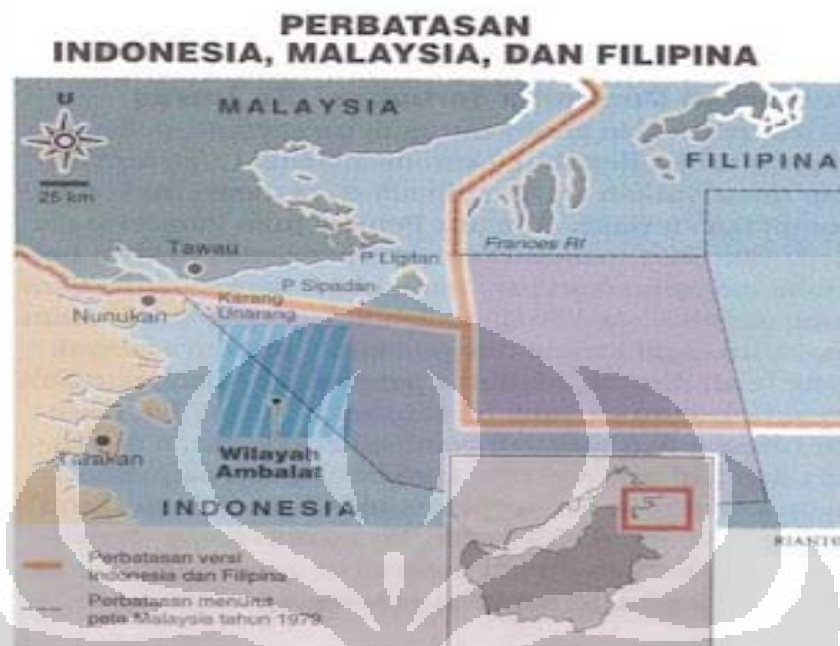 PERBATASAN
INDONESIA, MALAYSIA, DAN FILIPINA
U
MALAYSIA
FILIPINA
25 km
Frances Rf
Tawau
P Ligitan
P Sipadan
Karang
Unarang
Nunukan
Tarakan
Wilayah
Ambalat
INDONESIA
Perbatasan versi
Indonesia dan Filipina
Perbatasan menurut
peta Malaysia tahun 1979